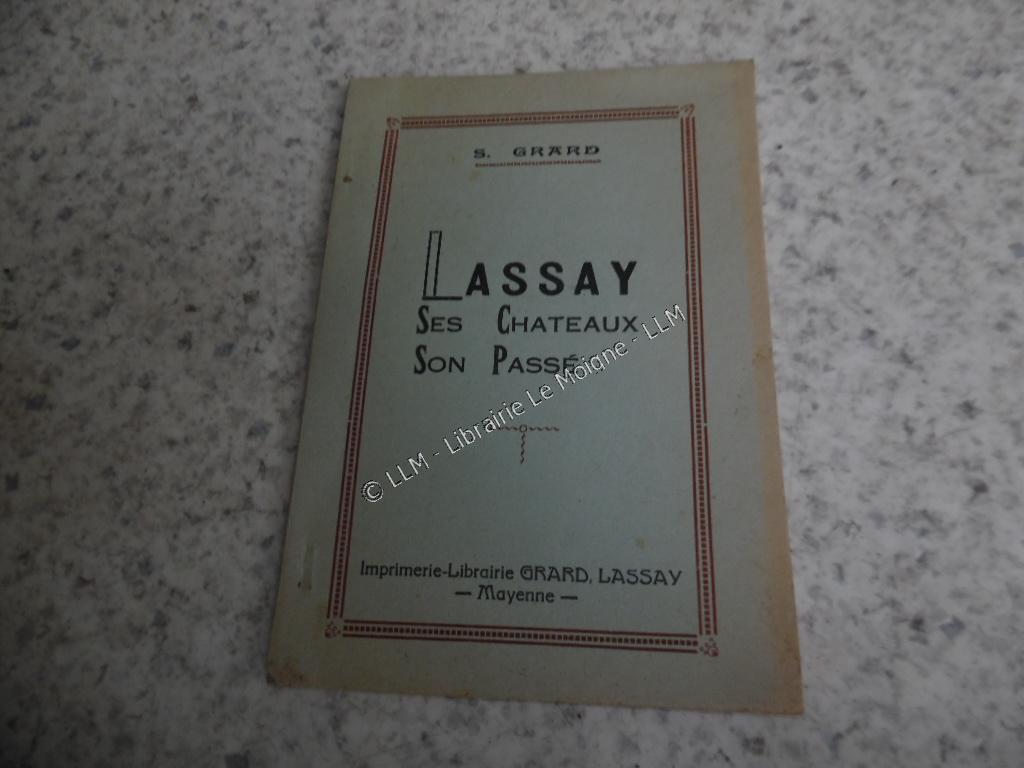 S. GRARD
LASSAY
SES CHATEAUX
SON PASSÉ
© LLM - Librairie Le Moigne - LLM
Imprimerie-Librairie GRARD, LASSAY
— Mayenne —